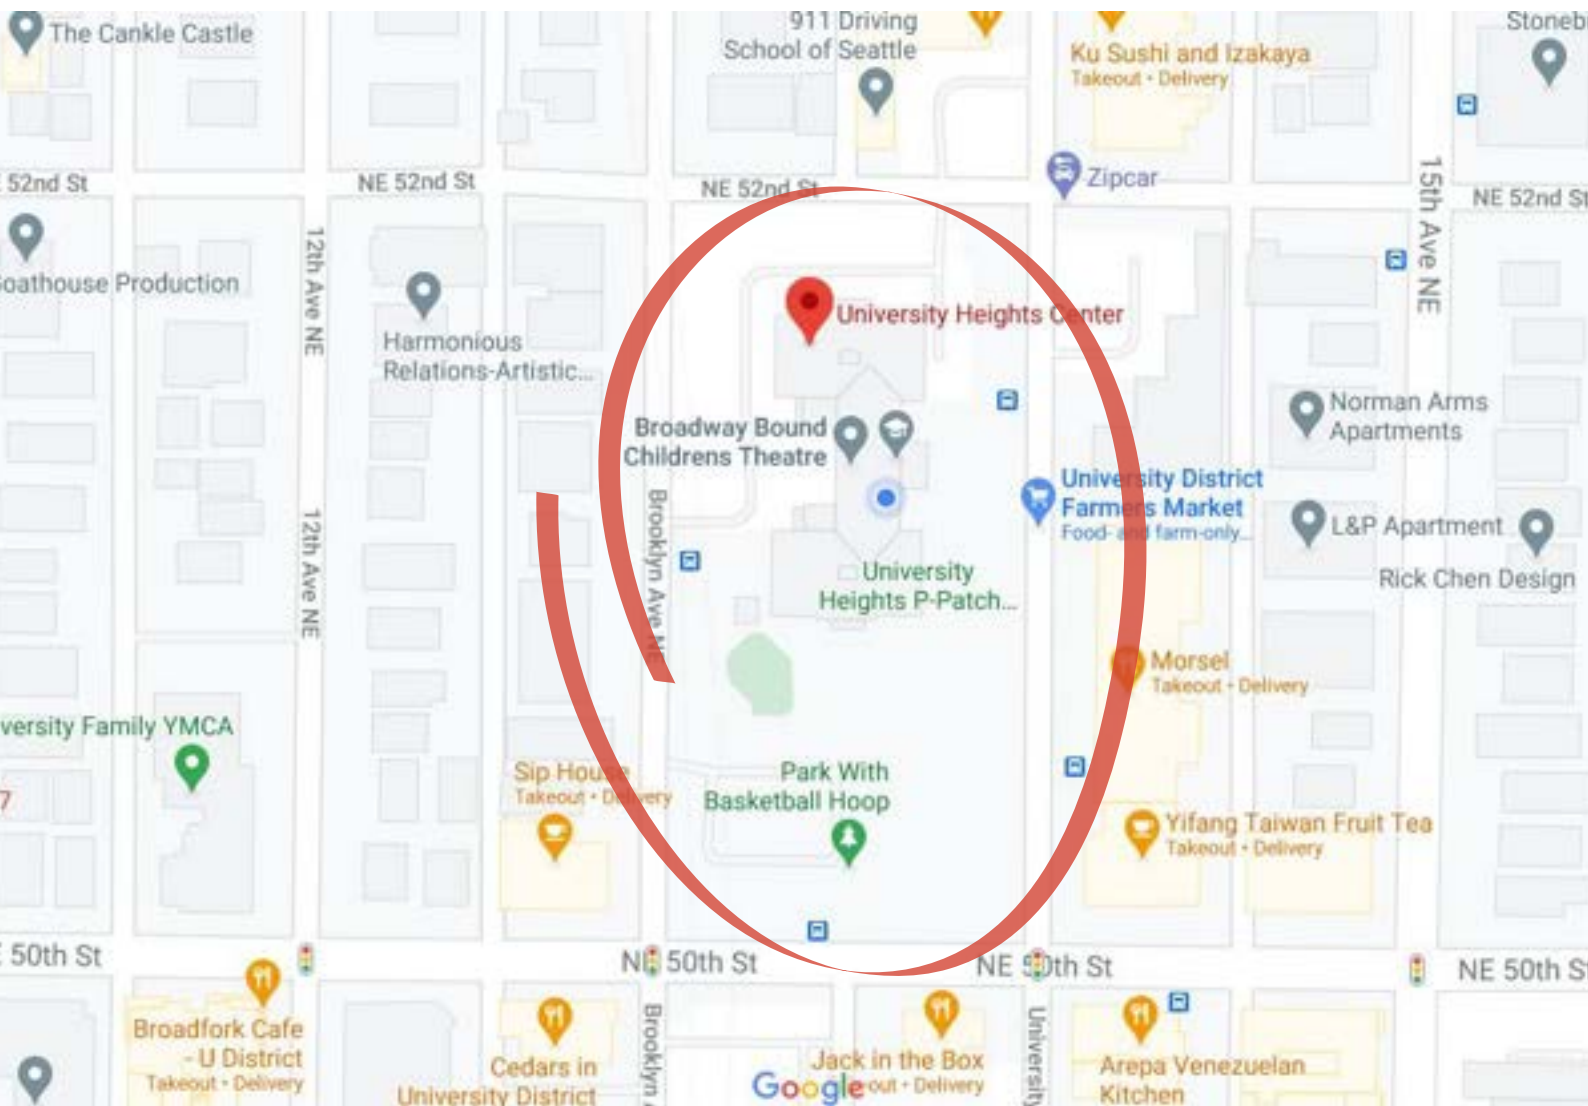 The Cankle Castle
911 Driving
School of Seattle
Ku Sushi and Izakaya
Takeout • Delivery
52nd St
NE 52nd St
NE 52nd St
Zipcar
NE 52nd St
15th Ave NE
12th Ave NE
University Heights Center
Harmonious
Relations-Artistic...
Production
Broadway Bound
Childrens Theatre
Norman Arms
Apartments
University District
Farmers Market
Food- and farm-only...
L&P Apartment
Rick Chen Design
Brooklyn Ave NE
12th Ave NE
University
Heights P-Patch...
Morsel
Takeout • Delivery
versity Family YMCA
Sip House
Takeout • Delivery
Park With
Basketball Hoop
Yifang Taiwan Fruit Tea
Takeout • Delivery
7
50th St
NE 50th St
NE 50th St
NE 50th St
Broadfork Cafe
- U District
Takeout • Delivery
Cedars in
University District
Brooklyn
Jack in the Box
Google
out • Delivery
University
Arepa Venezuelan
Kitchen